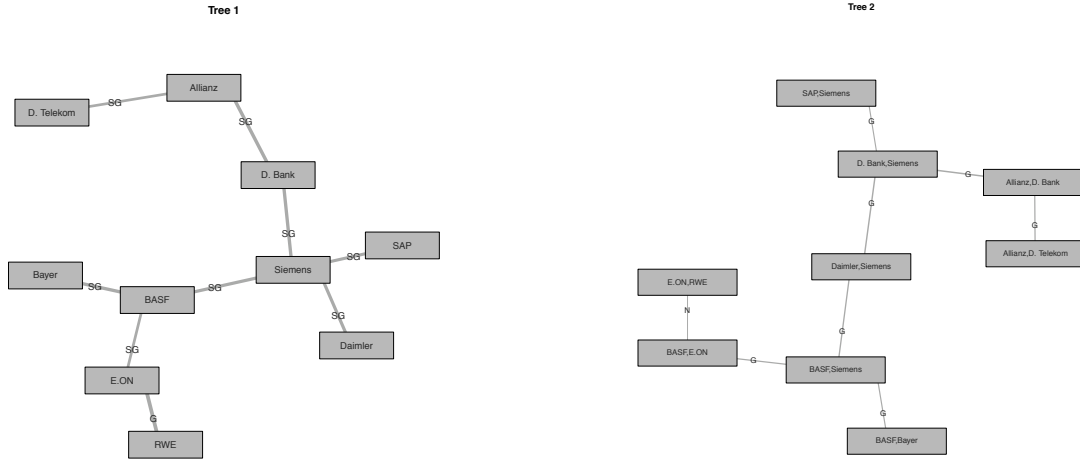 Tree 1
Allianz
SG
D. Telekom
SG
D. Bank
SG
SAP
SG
Siemens
Bayer
SG
SG
BASF
SG
Daimler
SG
E.ON
G
RWE
Tree 2
SAP,Siemens
G
D. Bank,Siemens
G
Allianz,D. Bank
G
G
Allianz,D. Telekom
Daimler,Siemens
E.ON,RWE
N
G
BASF,E.ON
G
BASF,Siemens
G
BASF,Bayer